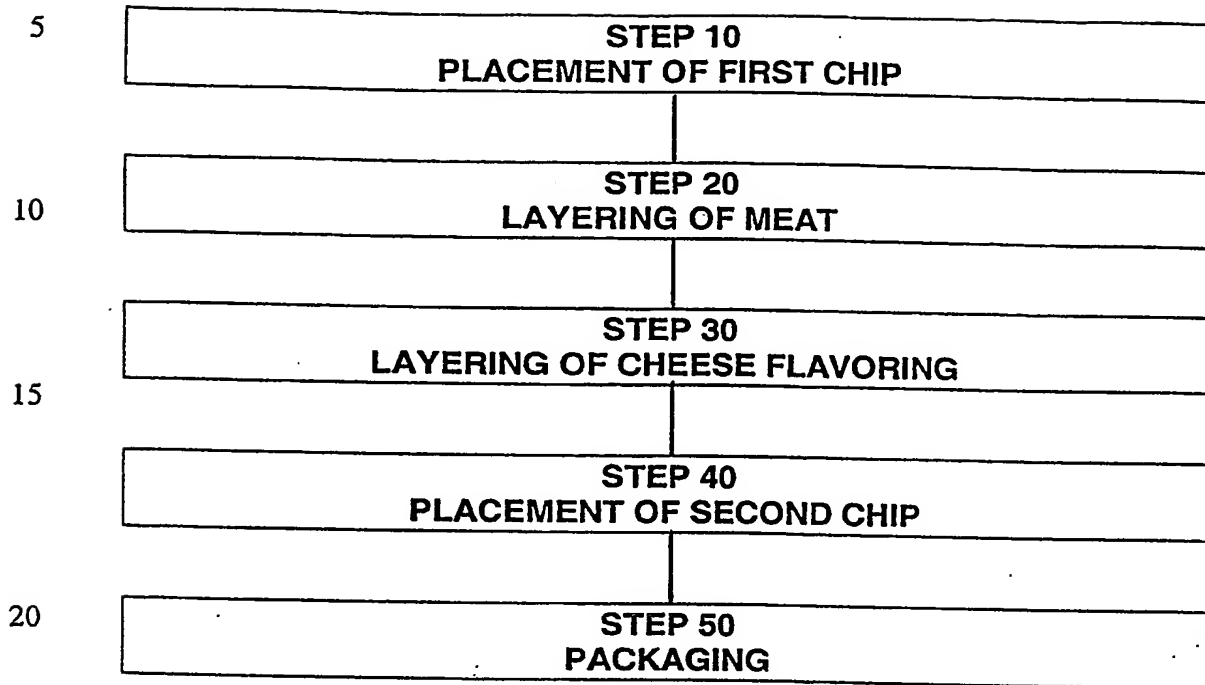 5
STEP 10
PLACEMENT OF FIRST CHIP
STEP 20
10
LAYERING OF MEAT
STEP 30
LAYERING OF CHEESE FLAVORING
15
STEP 40
PLACEMENT OF SECOND CHIP
20
STEP 50
PACKAGING